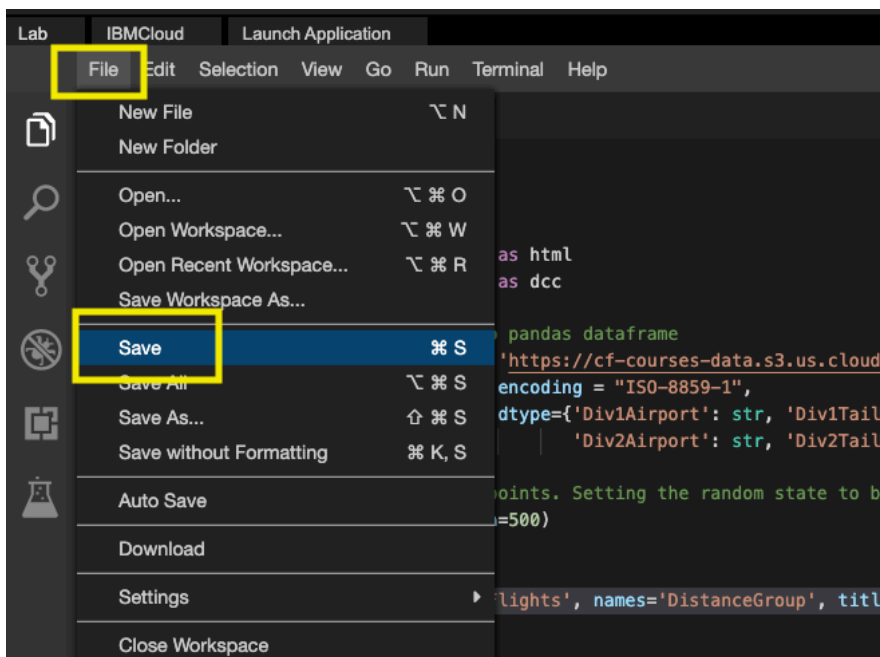 Lab IBMCloud Launch Application
File Edit Selection View Go Run Terminal Help
New File ⌥ N
New Folder
Open... ⌥ ⌘ O
Open Workspace... ⌥ ⌘ W
as html
Open Recent Workspace... ⌥ ⌘ R
as dcc
Save Workspace As...
pandas dataframe
Save ⌘ S
'https://cf-courses-data.s3.us.cloud
Save All ⌥ ⌘ S
encoding = "ISO-8859-1",
Save As... ⇧ ⌘ S
dtype={'Div1Airport': str, 'Div1Tail
Save without Formatting ⌘ K, S
'Div2Airport': str, 'Div2Tail
Auto Save
oints. Setting the random state to b
=500)
Download
Settings
lights', names='DistanceGroup', titl
Close Workspace